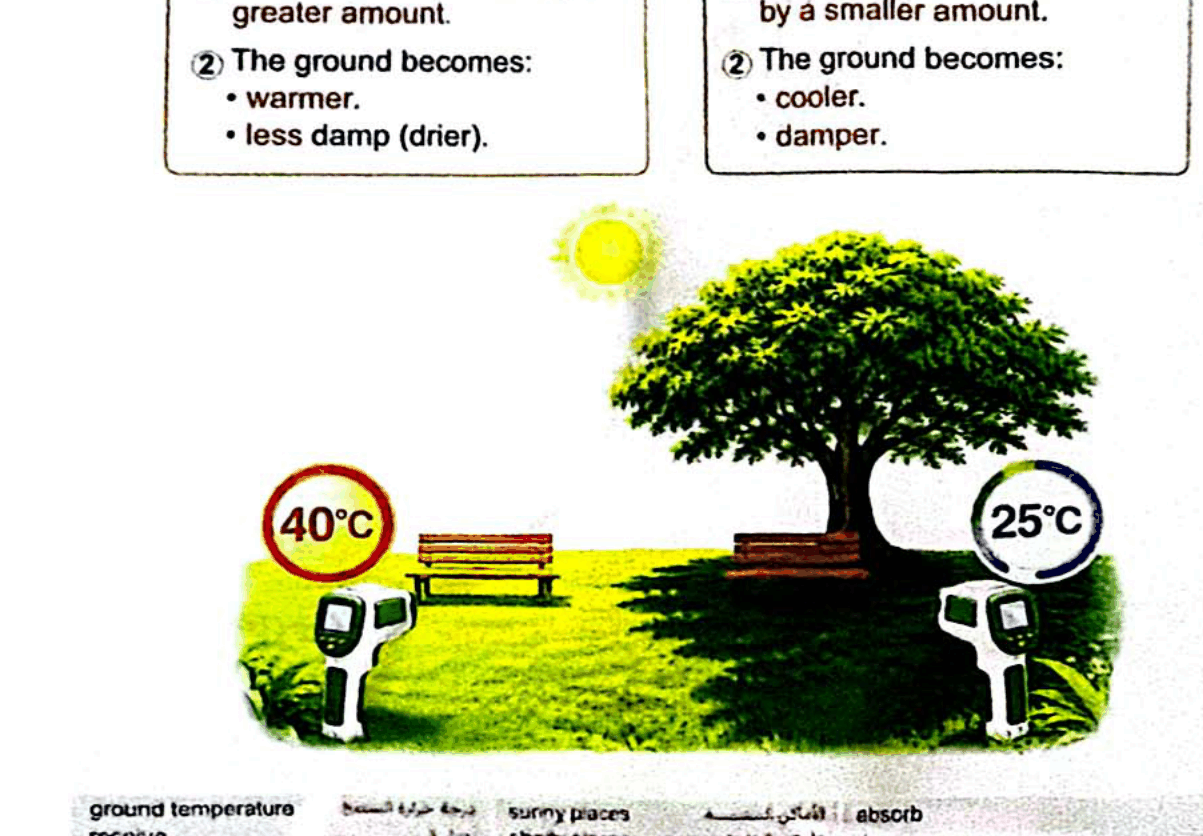 greater amount.
② The ground becomes:
• warmer.
• less damp (drier).
by a smaller amount.
② The ground becomes:
• cooler.
• damper.
40°C
25°C
ground temperature
sunny places
absorb